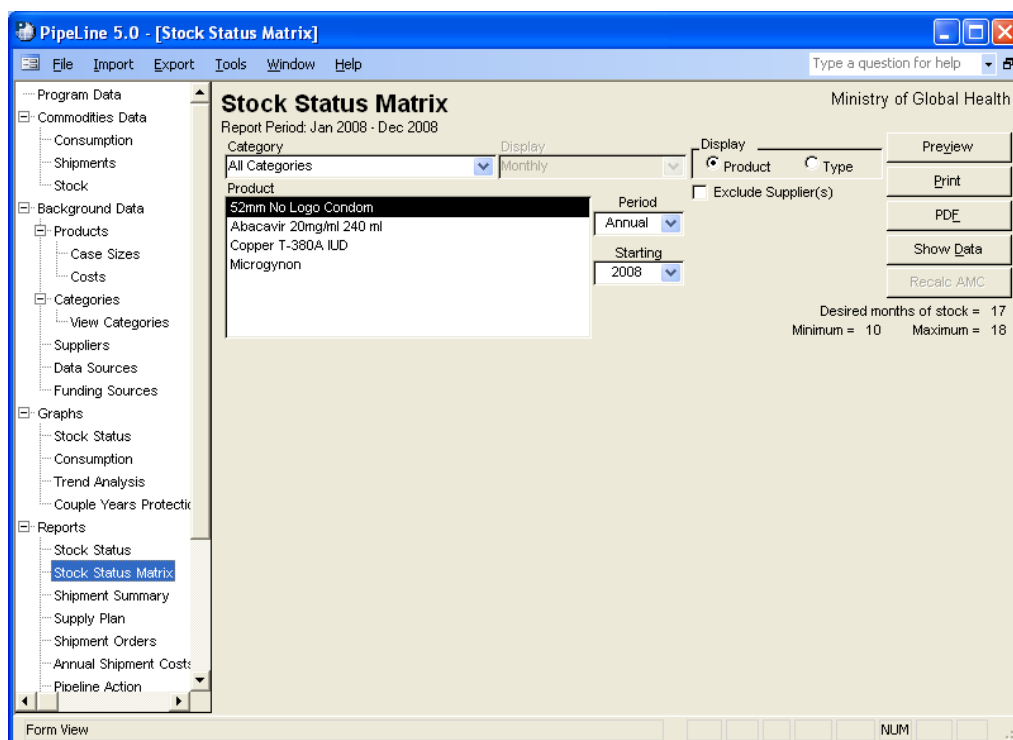 PipeLine 5.0 - [Stock Status Matrix]
File Import Export Tools Window Help
Type a question for help
Program Data
Commodities Data
Consumption
Shipments
Stock
Background Data
Products
Case Sizes
Costs
Categories
View Categories
Suppliers
Data Sources
Funding Sources
Graphs
Stock Status
Consumption
Trend Analysis
Couple Years Protectic
Reports
Stock Status
Stock Status Matrix
Shipment Summary
Supply Plan
Shipment Orders
Annual Shipment Costs
Pipeline Action
Stock Status Matrix
Ministry of Global Health
Report Period: Jan 2008 - Dec 2008
Category
All Categories
Display
Monthly
Display
Product Type
Exclude Supplier(s)
Product
52mm No Logo Condom
Abacavir 20mg/ml 240 ml
Copper T-380A IUD
Microgynon
Period
Annual
Starting
2008
Preview
Print
PDF
Show Data
Recalc AMC
Desired months of stock = 17
Minimum = 10 Maximum = 18
Form View
NUM